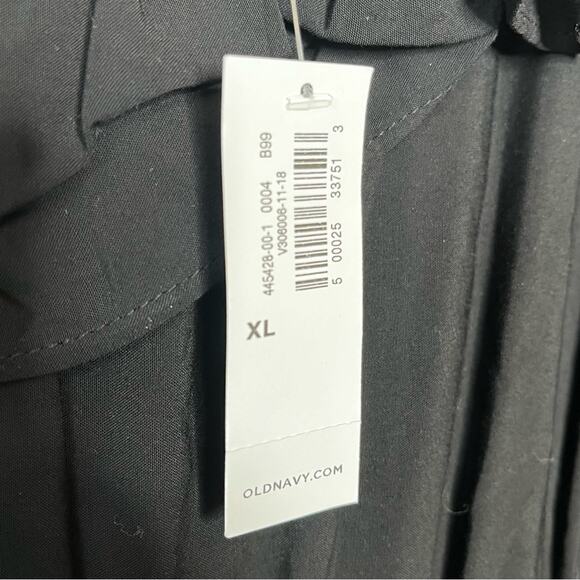 445428-00-1 0004 B99
V306006-11-18
5 00025 33751 3
XL
OLDNAVY.COM